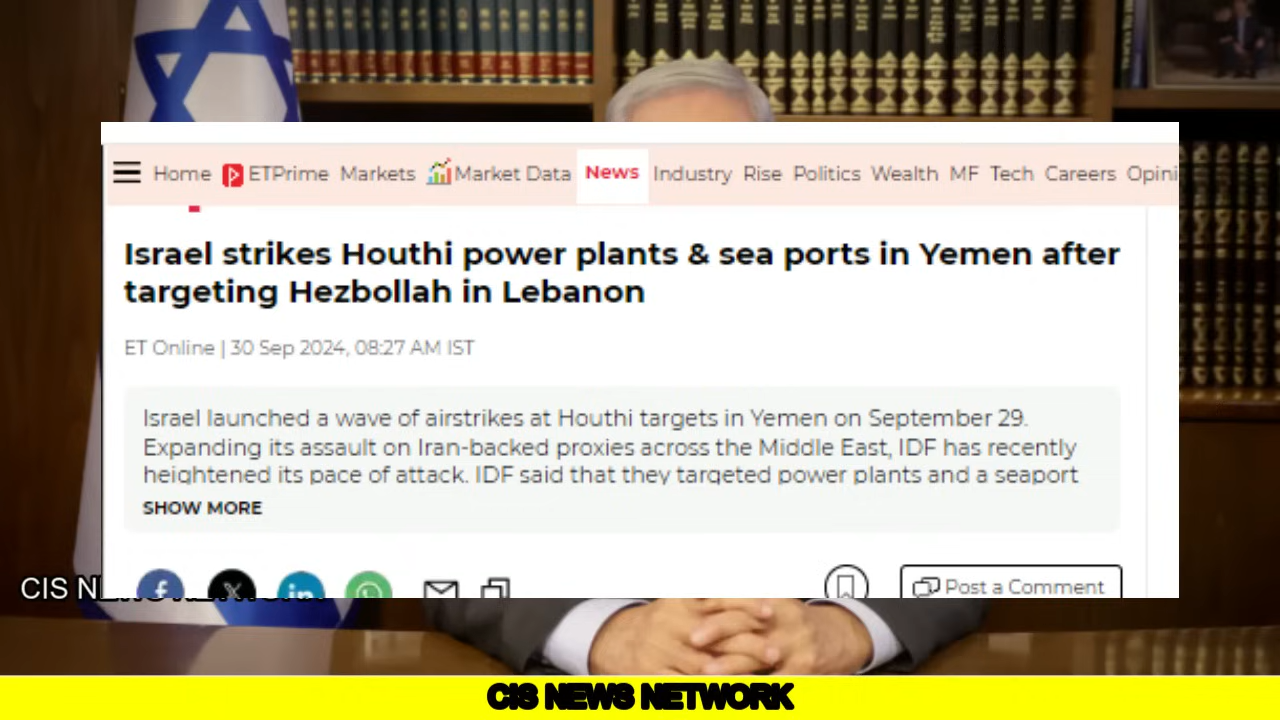 Home ETPrime Markets Market Data News Industry Rise Politics Wealth MF Tech Careers Opini
Israel strikes Houthi power plants & sea ports in Yemen after
targeting Hezbollah in Lebanon
ET Online | 30 Sep 2024, 08:27 AM IST
Israel launched a wave of airstrikes at Houthi targets in Yemen on September 29.
Expanding its assault on Iran-backed proxies across the Middle East, IDF has recently
heightened its pace of attack. IDF said that they targeted power plants and a seaport
SHOW MORE
Post a Comment
CIS NEWS NETWORK
CIS NEWS NETWORK